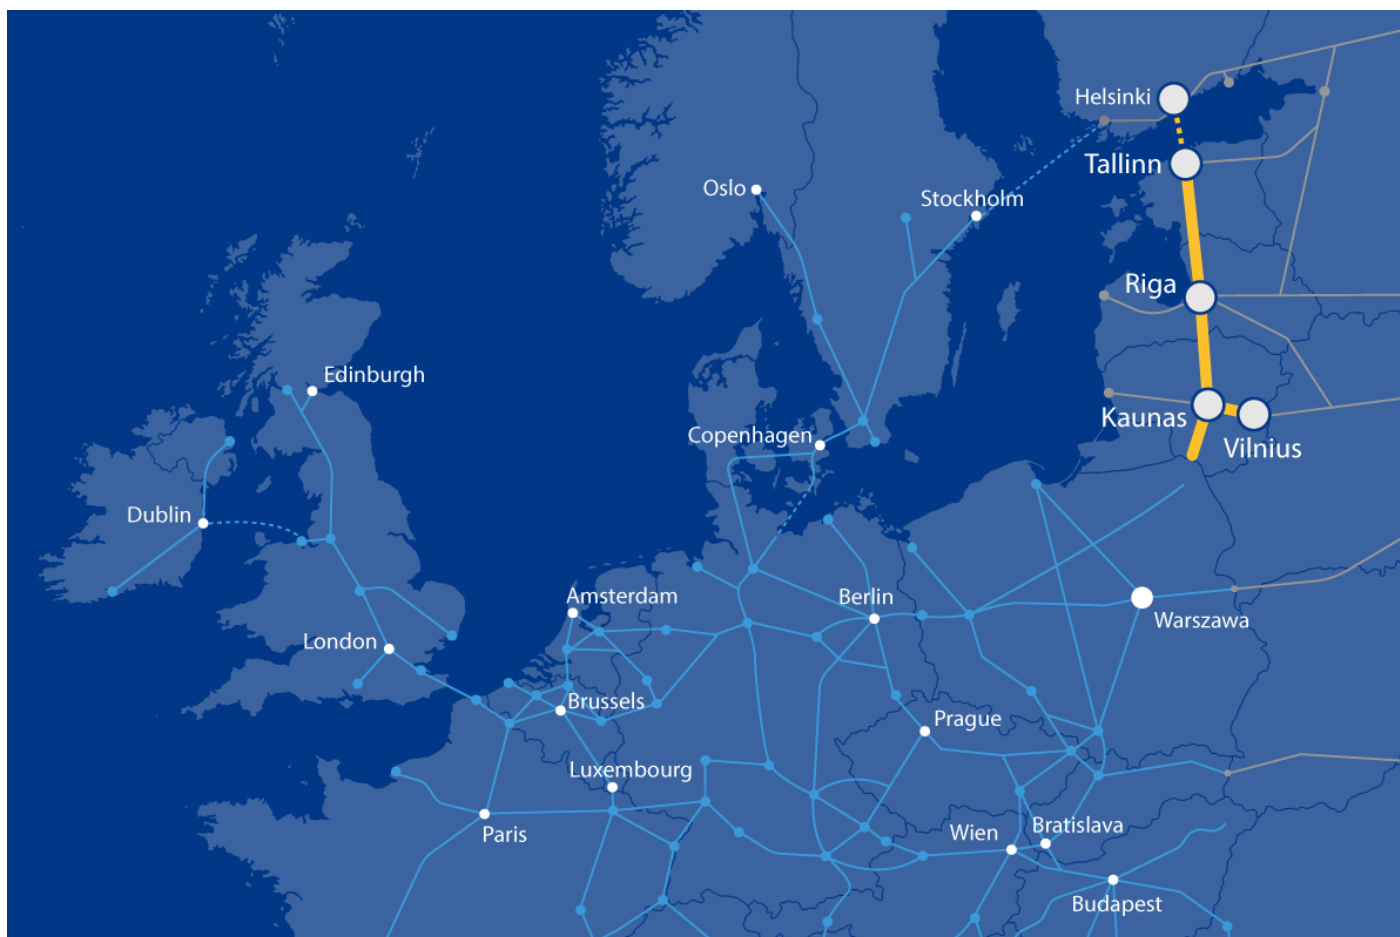 Helsinki
Tallinn
Oslo
Stockholm
Riga
Edinburgh
Kaunas
Copenhagen
Vilnius
Dublin
Amsterdam
Berlin
Warszawa
London
Brussels
Prague
Luxembourg
Paris
Wien
Bratislava
Budapest